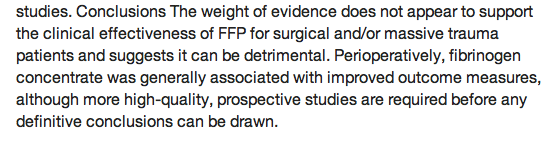 studies. Conclusions The weight of evidence does not appear to support
the clinical effectiveness of FFP for surgical and/or massive trauma
patients and suggests it can be detrimental. Perioperatively, fibrinogen
concentrate was generally associated with improved outcome measures,
although more high-quality, prospective studies are required before any
definitive conclusions can be drawn.